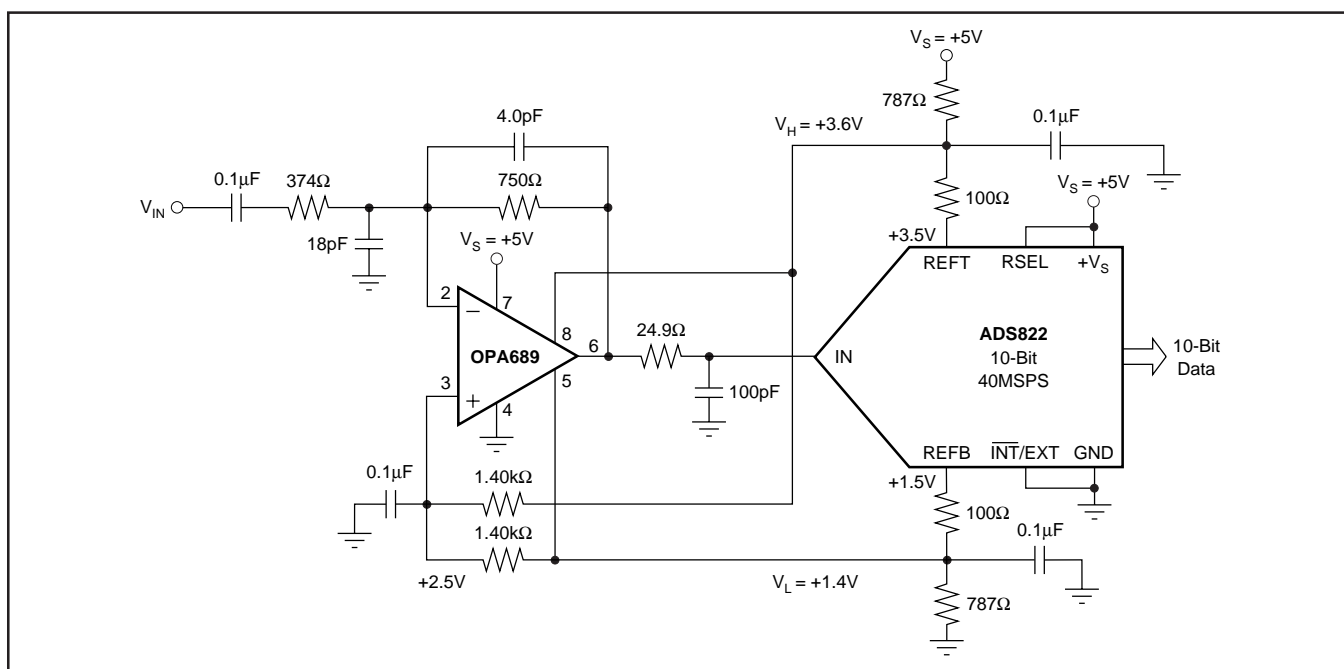 V_S = +5V
787Ω
0.1µF
V_H = +3.6V
4.0pF
0.1µF
374Ω
750Ω
100Ω
V_S = +5V
V_IN
18pF
V_S = +5V
+3.5V
REFT
RSEL
+V_S
2
7
–
8
24.9Ω
ADS822
OPA689
6
IN
10-Bit
40MSPS
10-Bit
Data
3
5
+
4
100pF
REFB
INT/EXT
GND
0.1µF
1.40kΩ
+1.5V
100Ω
1.40kΩ
0.1µF
+2.5V
V_L = +1.4V
787Ω